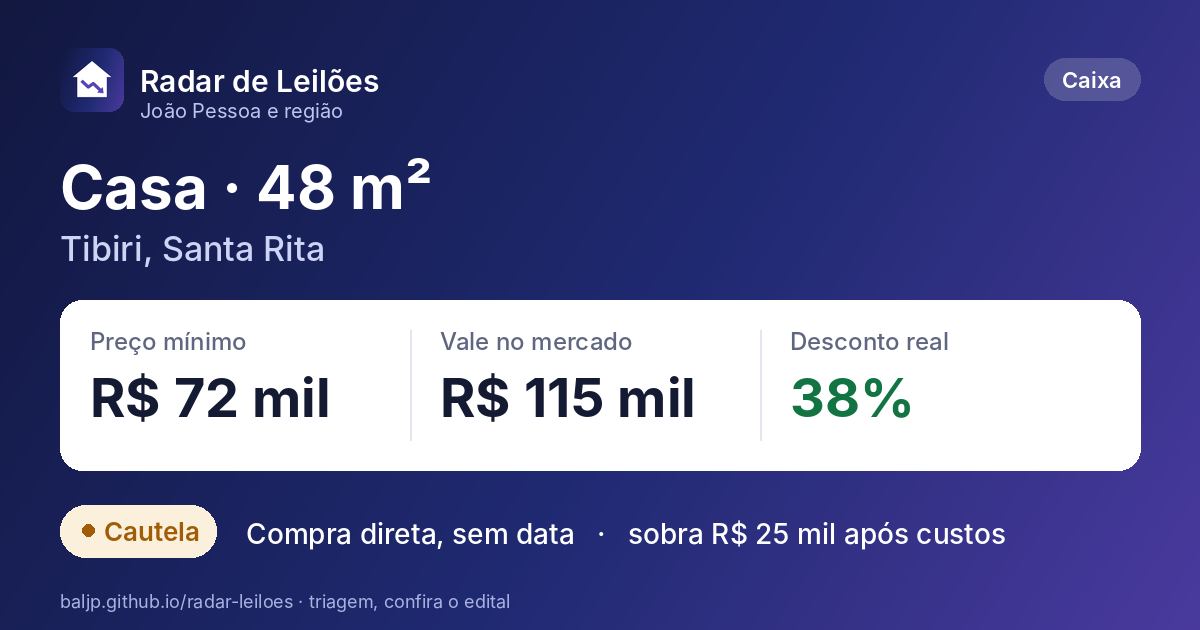 Radar de Leilões
João Pessoa e região
Caixa
Casa · 48 m²
Tibiri, Santa Rita
Preço mínimo
R$ 72 mil
Vale no mercado
R$ 115 mil
Desconto real
38%
Cautela
Compra direta, sem data · sobra R$ 25 mil após custos
baljp.github.io/radar-leiloes · triagem, confira o edital